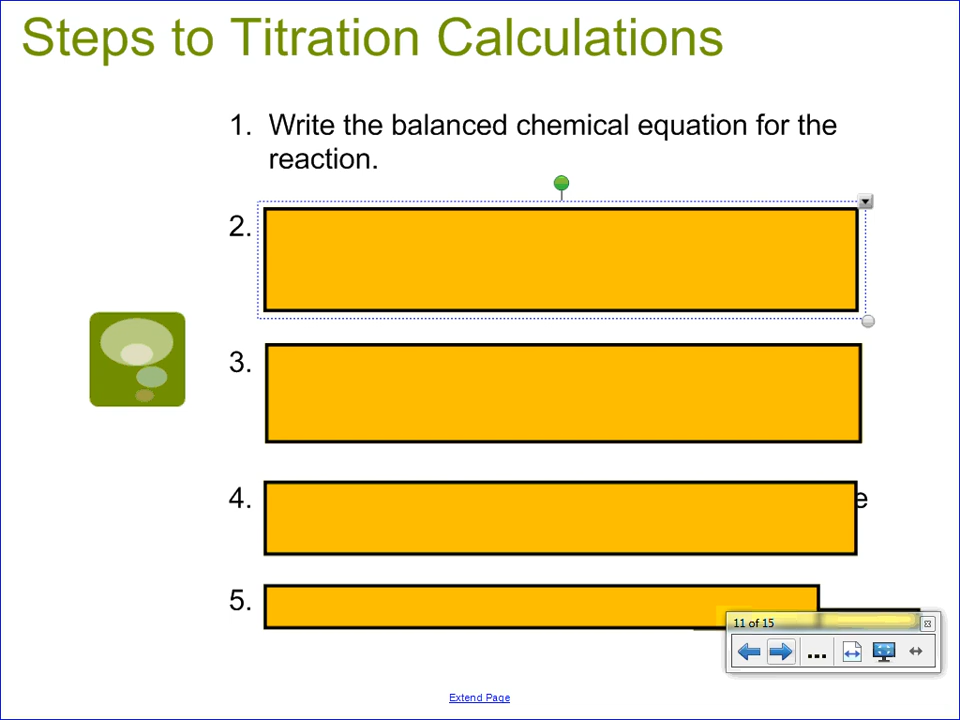 Steps to Titration Calculations
1. Write the balanced chemical equation for the
reaction.
2.
3.
4. e
5.
11 of 15
...
Extend Page